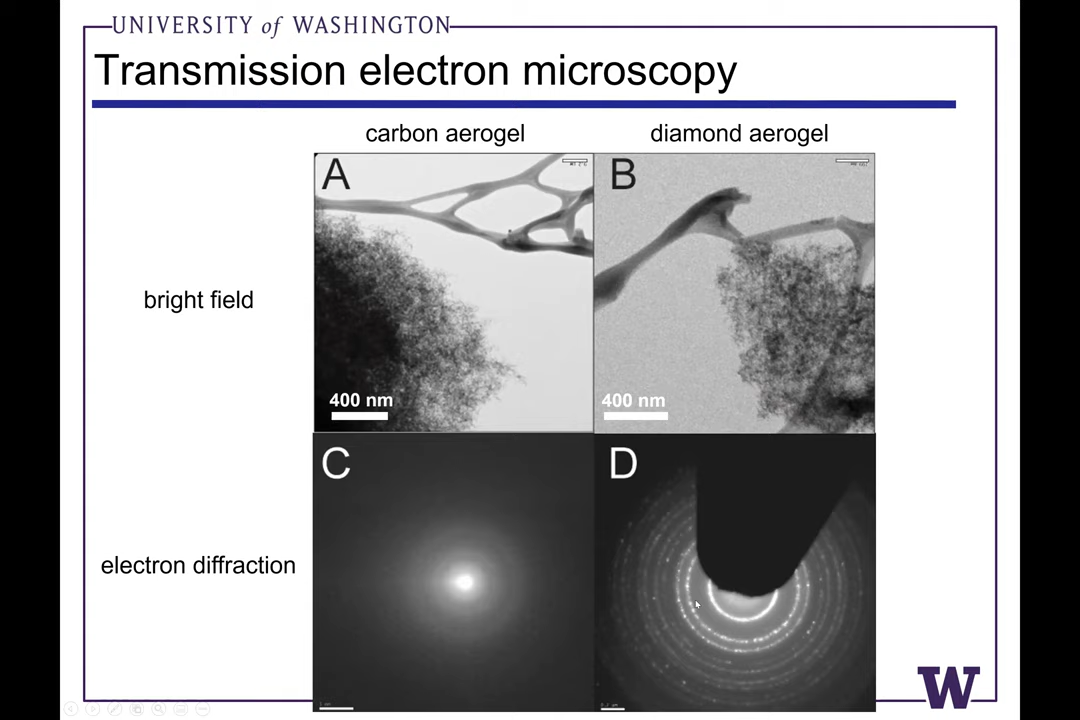 UNIVERSITY of WASHINGTON
Transmission electron microscopy
carbon aerogel
diamond aerogel
A
B
bright field
400 nm
400 nm
C
D
electron diffraction
W